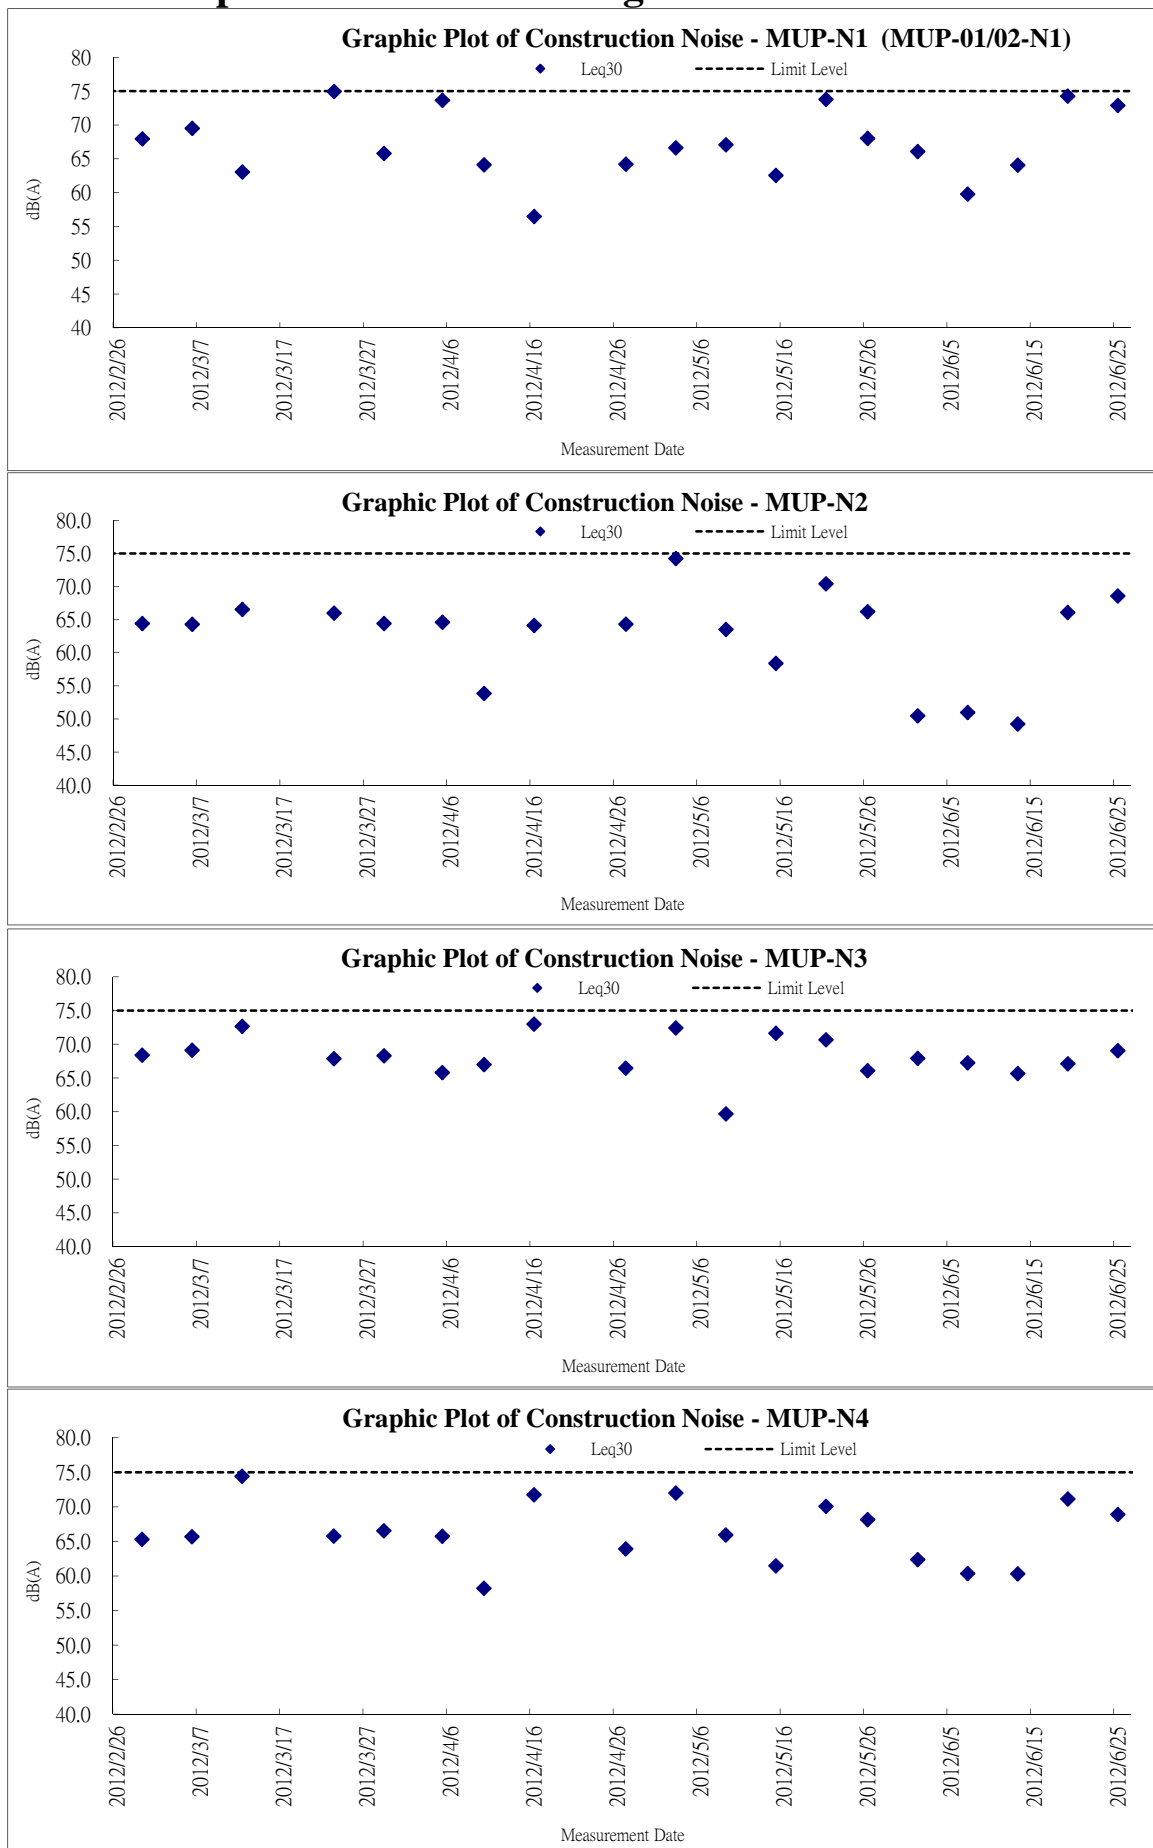 Graphic Plot of Construction Noise - MUP-N1 (MUP-01/02-N1)
Leq30 Limit Level
80
75
70
65
60
55
50
45
40
dB(A)
2012/2/26 2012/3/7 2012/3/17 2012/3/27 2012/4/6 2012/4/16 2012/4/26 2012/5/6 2012/5/16 2012/5/26 2012/6/5 2012/6/15 2012/6/25
Measurement Date
Graphic Plot of Construction Noise - MUP-N2
Leq30 Limit Level
80.0
75.0
70.0
65.0
60.0
55.0
50.0
45.0
40.0
dB(A)
2012/2/26 2012/3/7 2012/3/17 2012/3/27 2012/4/6 2012/4/16 2012/4/26 2012/5/6 2012/5/16 2012/5/26 2012/6/5 2012/6/15 2012/6/25
Measurement Date
Graphic Plot of Construction Noise - MUP-N3
Leq30 Limit Level
80.0
75.0
70.0
65.0
60.0
55.0
50.0
45.0
40.0
dB(A)
2012/2/26 2012/3/7 2012/3/17 2012/3/27 2012/4/6 2012/4/16 2012/4/26 2012/5/6 2012/5/16 2012/5/26 2012/6/5 2012/6/15 2012/6/25
Measurement Date
Graphic Plot of Construction Noise - MUP-N4
Leq30 Limit Level
80.0
75.0
70.0
65.0
60.0
55.0
50.0
45.0
40.0
dB(A)
2012/2/26 2012/3/7 2012/3/17 2012/3/27 2012/4/6 2012/4/16 2012/4/26 2012/5/6 2012/5/16 2012/5/26 2012/6/5 2012/6/15 2012/6/25
Measurement Date